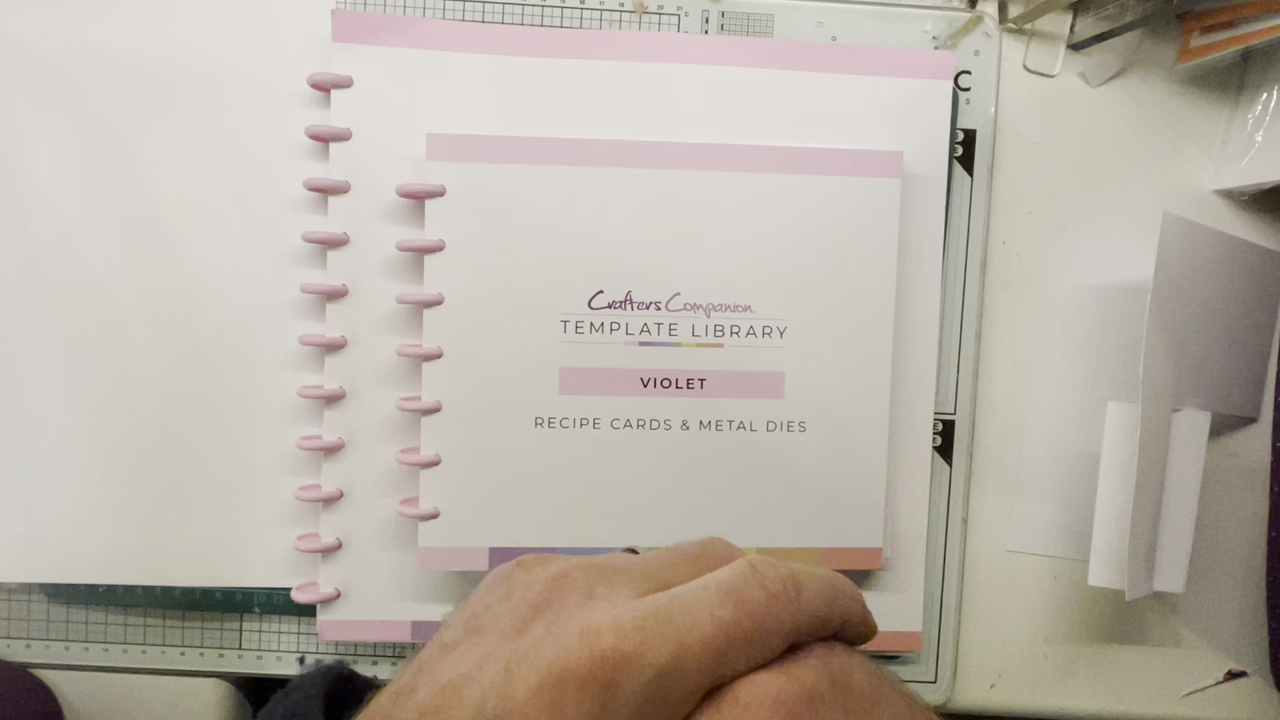 Crafters Companion
TEMPLATE LIBRARY
VIOLET
RECIPE CARDS & METAL DIES